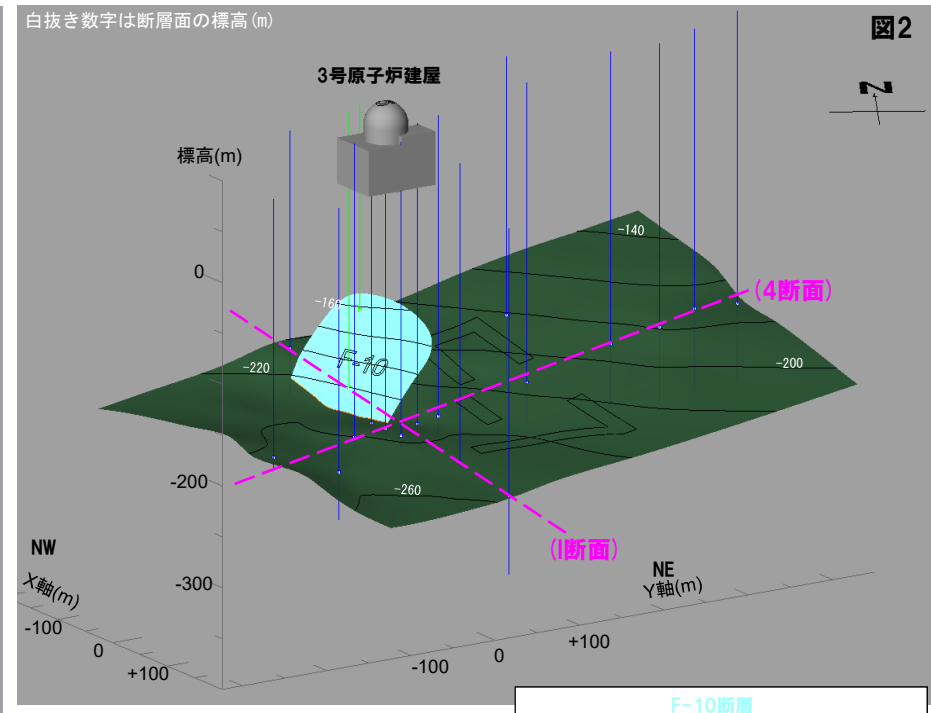 白抜き数字は断層面の標高(m)
図2
3号原子炉建屋
N
標高(m)
-140
0
(4断面)
-160
F-10
-220
-200
-200
-260
(I断面)
NW
NE
X軸(m)
-300
Y軸(m)
-100
0
+100
-100
0
+100
F-10断層